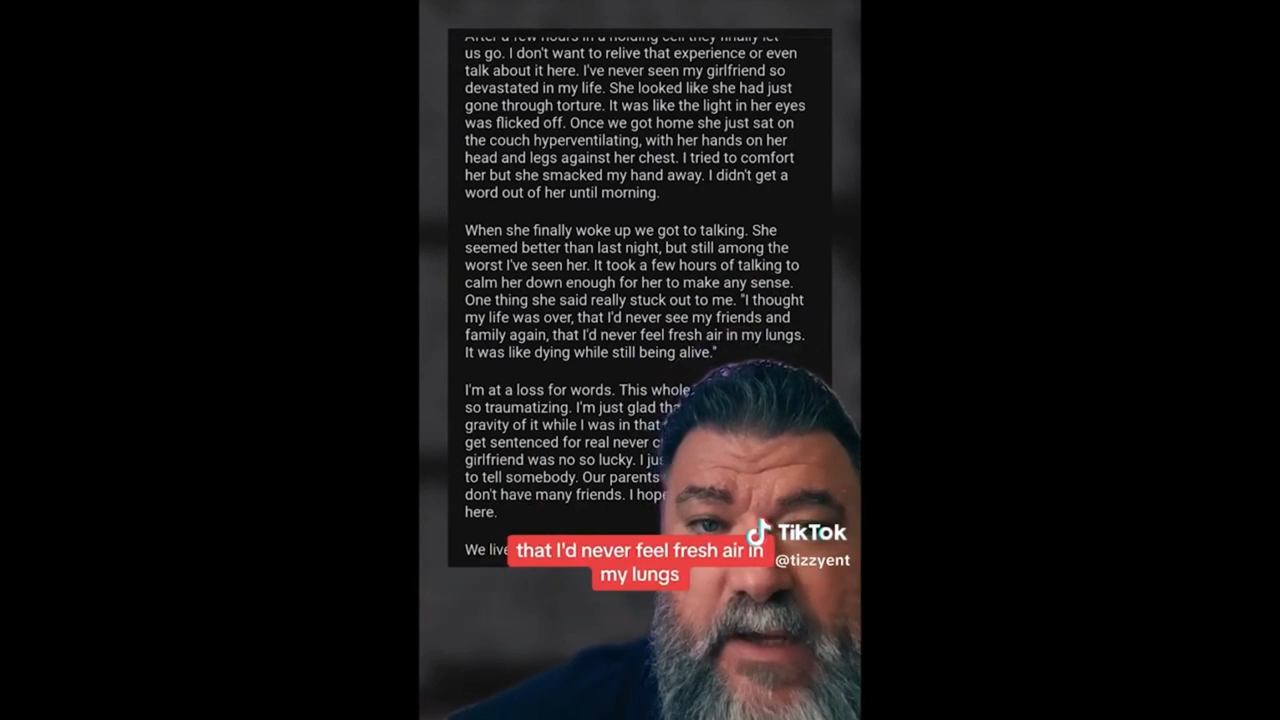 After a few hours in a holding cell they finally let
us go. I don't want to relive that experience or even
talk about it here. I've never seen my girlfriend so
devastated in my life. She looked like she had just
gone through torture. It was like the light in her eyes
was flicked off. Once we got home she just sat on
the couch hyperventilating, with her hands on her
head and legs against her chest. I tried to comfort
her but she smacked my hand away. I didn't get a
word out of her until morning.
When she finally woke up we got to talking. She
seemed better than last night, but still among the
worst I've seen her. It took a few hours of talking to
calm her down enough for her to make any sense.
One thing she said really stuck out to me. "I thought
my life was over, that I'd never see my friends and
family again, that I'd never feel fresh air in my lungs.
It was like dying while still being alive."
I'm at a loss for words. This whole
so traumatizing. I'm just glad
gravity of it while I was in that
get sentenced for real never
girlfriend was no so lucky. I
to tell somebody. Our parents
don't have many friends. I
here.
We
that I'd never feel fresh air in
my lungs
TikTok
@tizzyent